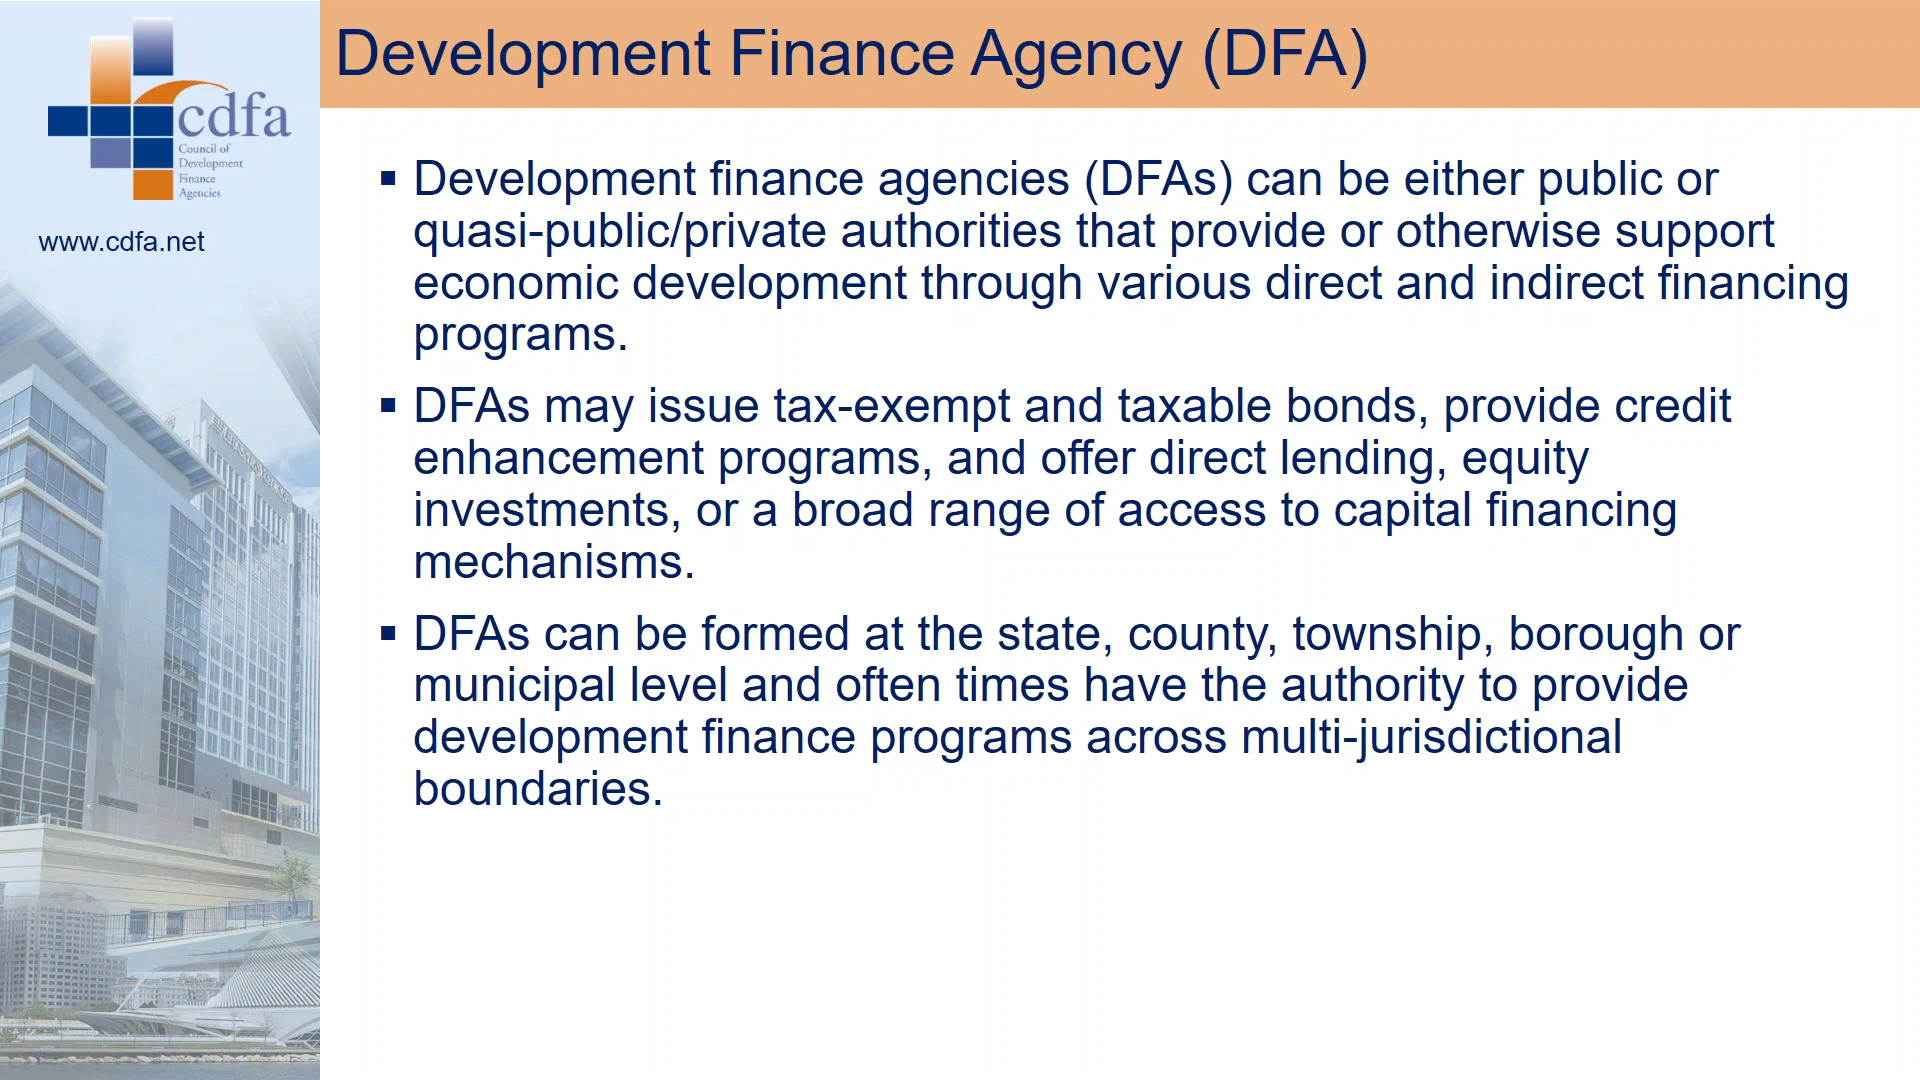 Development Finance Agency (DFA)
cdfa
Council of
Development
Finance
Agencies
www.cdfa.net
▪ Development finance agencies (DFAs) can be either public or
quasi-public/private authorities that provide or otherwise support
economic development through various direct and indirect financing
programs.
▪ DFAs may issue tax-exempt and taxable bonds, provide credit
enhancement programs, and offer direct lending, equity
investments, or a broad range of access to capital financing
mechanisms.
▪ DFAs can be formed at the state, county, township, borough or
municipal level and often times have the authority to provide
development finance programs across multi-jurisdictional
boundaries.